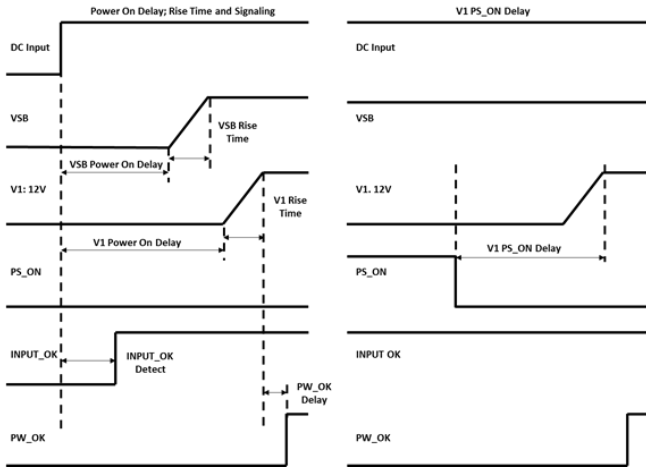 Power On Delay; Rise Time and Signaling
DC Input
VSB
VSB Rise
Time
VSB Power On Delay
V1: 12V
V1 Rise
Time
V1 Power On Delay
PS_ON
INPUT_OK
INPUT_OK
Detect
PW_OK
Delay
PW_OK
V1 PS_ON Delay
DC Input
VSB
V1. 12V
V1 PS_ON Delay
PS_ON
INPUT OK
PW_OK